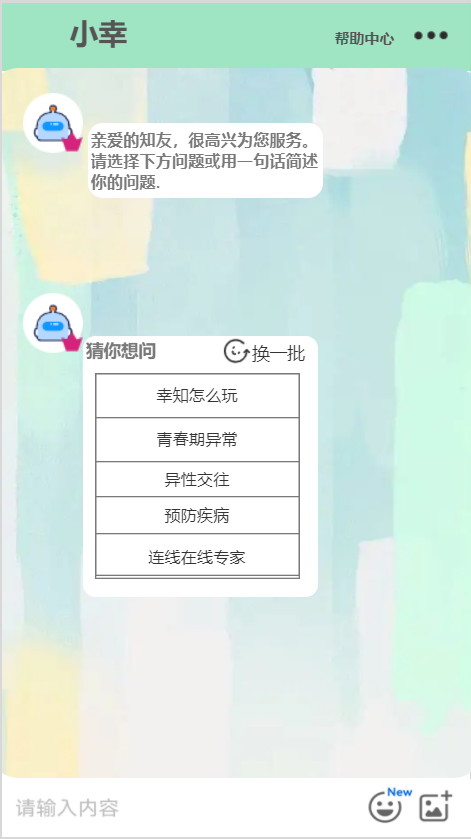 小幸
帮助中心
亲爱的知友，很高兴为您服务。
请选择下方问题或用一句话简述
你的问题.
猜你想问
换一批
幸知怎么玩
青春期异常
异性交往
预防疾病
连线在线专家
New
请输入内容